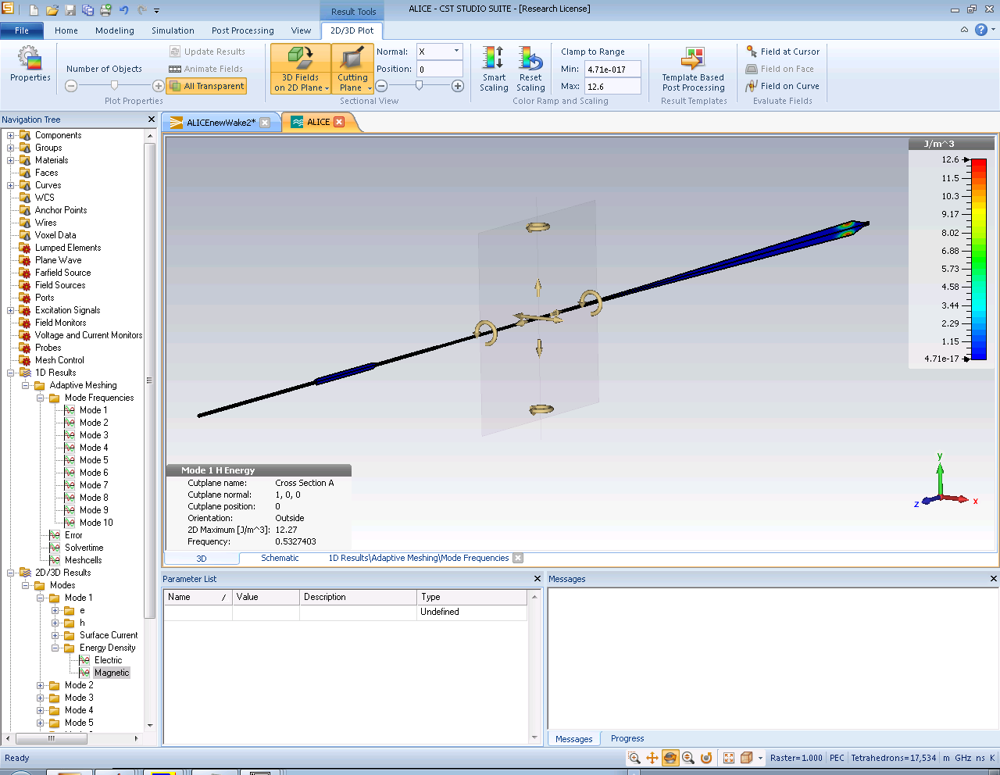 Result Tools
ALICE - CST STUDIO SUITE - [Research License]
File Home Modeling Simulation Post Processing View 2D/3D Plot
Properties
Number of Objects
Update Results
Animate Fields
All Transparent
Plot Properties
3D Fields
on 2D Plane
Cutting
Plane
Normal: X
Position: 0
Sectional View
Smart
Scaling
Reset
Scaling
Clamp to Range
Min: 4.71e-017
Max: 12.6
Color Ramp and Scaling
Template Based
Post Processing
Result Templates
Field at Cursor
Field on Face
Field on Curve
Evaluate Fields
Navigation Tree
Components
Groups
Materials
Faces
Curves
WCS
Anchor Points
Wires
Voxel Data
Lumped Elements
Plane Wave
Farfield Source
Field Sources
Ports
Excitation Signals
Field Monitors
Voltage and Current Monitors
Probes
Mesh Control
1D Results
Adaptive Meshing
Mode Frequencies
Mode 1
Mode 2
Mode 3
Mode 4
Mode 5
Mode 6
Mode 7
Mode 8
Mode 9
Mode 10
Error
Solvertime
Meshcells
2D/3D Results
Modes
Mode 1
e
h
Surface Current
Energy Density
Electric
Magnetic
Mode 2
Mode 3
Mode 4
Mode 5
ALICEnewWake2*
ALICE
J/m^3
12.6
11.5
10.3
9.17
8.02
6.88
5.73
4.58
3.44
2.29
1.15
4.71e-17
y
x
z
Mode 1 H Energy
Cutplane name: Cross Section A
Cutplane normal: 1, 0, 0
Cutplane position: 0
Orientation: Outside
2D Maximum [J/m^3]: 12.27
Frequency: 0.5327403
3D Schematic 1D Results\Adaptive Meshing\Mode Frequencies
Parameter List
Name / Value Description Type
Undefined
Messages
Messages Progress
Ready
Raster=1.000 PEC Tetrahedrons=17,534 m GHz ns K